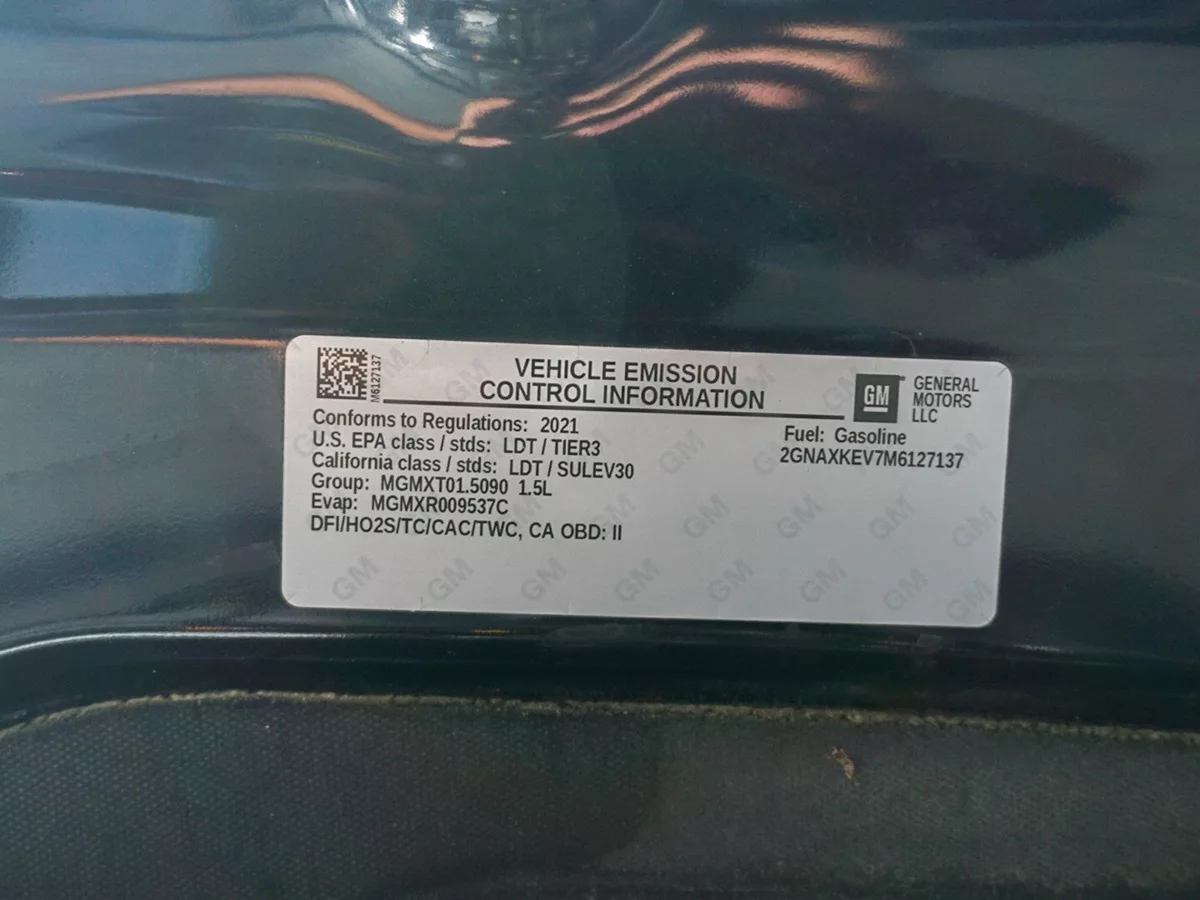 M6127137
VEHICLE EMISSION
CONTROL INFORMATION
GM
GENERAL
MOTORS
LLC
Conforms to Regulations: 2021
U.S. EPA class / stds: LDT / TIER3
California class / stds: LDT / SULEV30
Group: MGMXT01.5090 1.5L
Evap: MGMXR009537C
DFI/HO2S/TC/CAC/TWC, CA OBD: II
Fuel: Gasoline
2GNAXKEV7M6127137